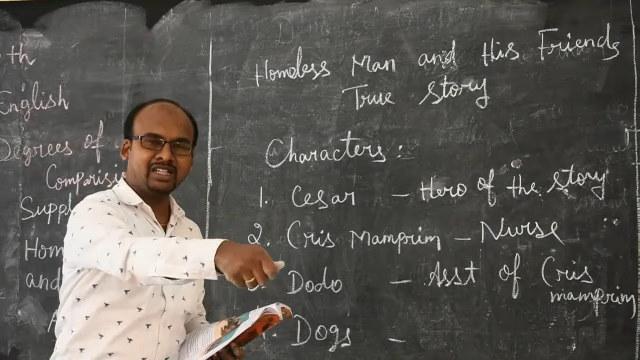 th
English
Degrees of
Comparis
Supp
Hom
and
Homeless Man and His Friends
True Story
Characters:
1. Cesar - Hero of the story
2. Cris Mamprim - Nurse
Dodo - Asst of Cris
mamprim
Dogs -